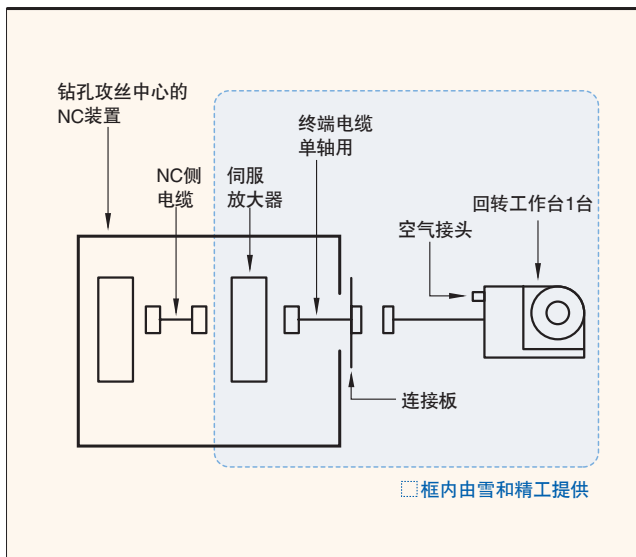 钻孔攻丝中心的
NC装置
NC侧
电缆
伺服
放大器
终端电缆
单轴用
空气接头
回转工作台1台
连接板
框内由雪和精工提供